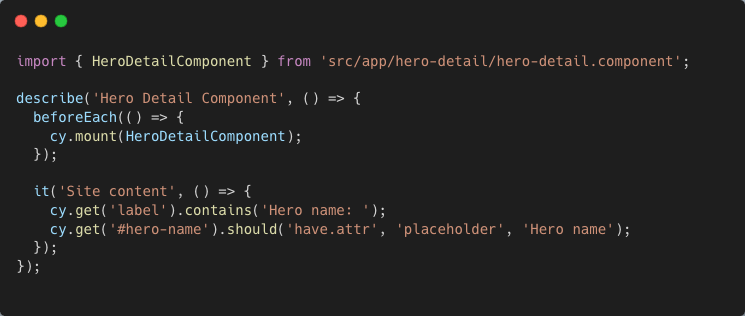 import { HeroDetailComponent } from 'src/app/hero-detail/hero-detail.component';

describe('Hero Detail Component', () => {
  beforeEach(() => {
    cy.mount(HeroDetailComponent);
  });

  it('Site content', () => {
    cy.get('label').contains('Hero name: ');
    cy.get('#hero-name').should('have.attr', 'placeholder', 'Hero name');
  });
});